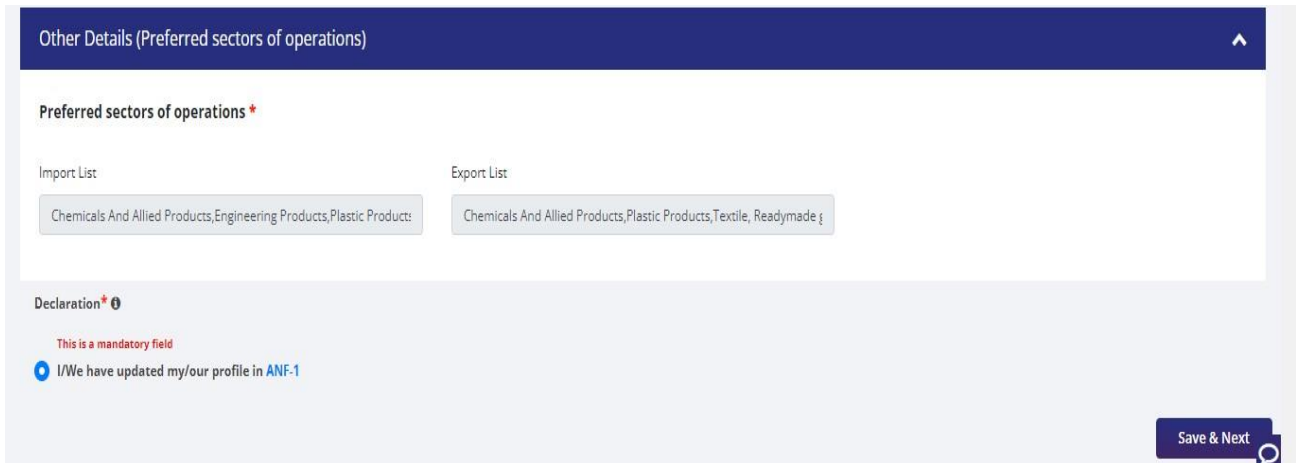 Other Details (Preferred sectors of operations)
Preferred sectors of operations *
Import List
Export List
Chemicals And Allied Products,Engineering Products,Plastic Products
Chemicals And Allied Products,Plastic Products,Textile, Readymade g
Declaration*
This is a mandatory field
I/We have updated my/our profile in ANF-1
Save & Next